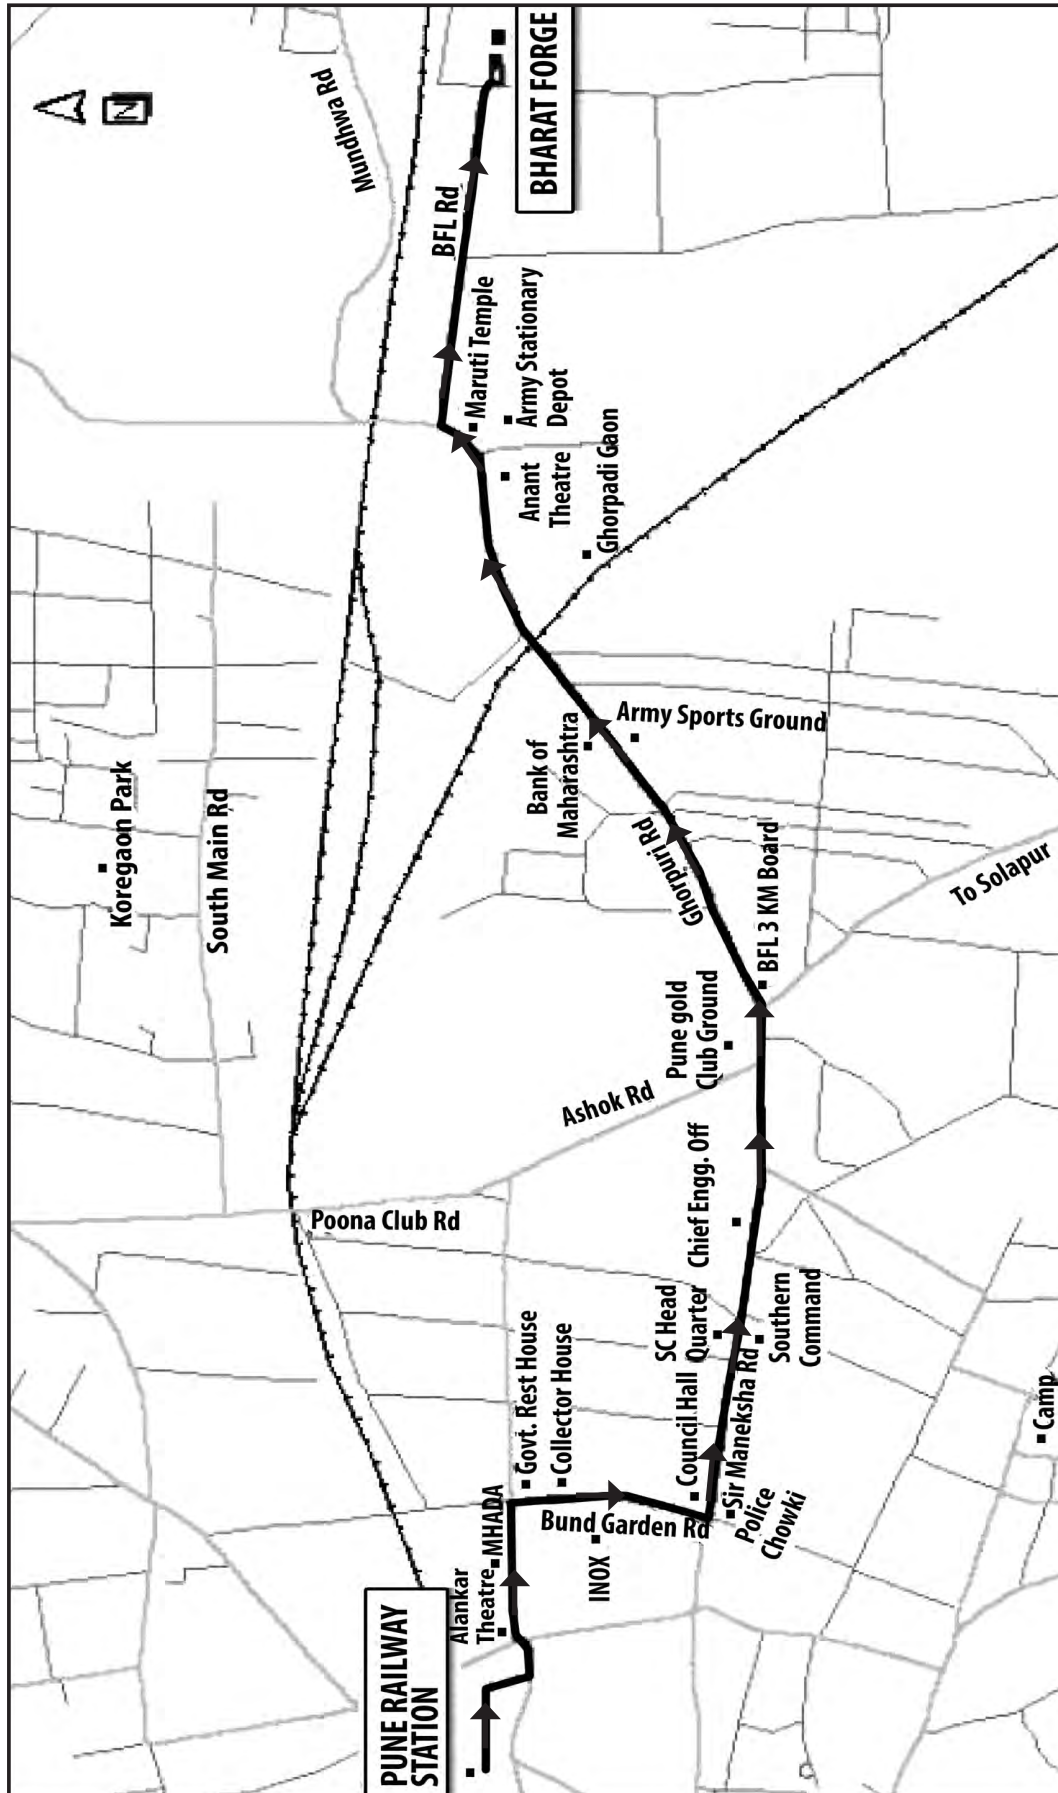 N
Mundhwa Rd
BHARAT FORGE
BFL Rd
Maruti Temple
Army Stationary
Depot
Anant
Theatre
Ghorpadi Gaon
Koregaon Park
South Main Rd
Bank of
Maharashtra
Army Sports Ground
Ghorpuri Rd
BFL 3 KM Board
To Solapur
Pune gold
Club Ground
Ashok Rd
Chief Engg. Off
Poona Club Rd
SC Head
Quarter
Southern
Command
Govt. Rest House
Collector House
Council Hall
Sir Maneksha Rd
Police
Chowki
Camp
Bund Garden Rd
INOX
MHADA
Alankar
Theatre
PUNE RAILWAY
STATION